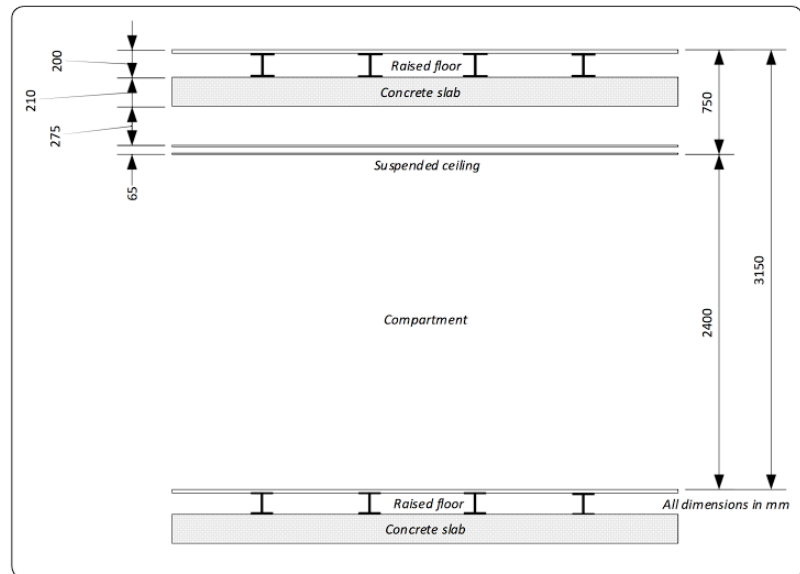 200
Raised floor
210
Concrete slab
750
275
Suspended ceiling
65
3150
Compartment
2400
Raised floor
All dimensions in mm
Concrete slab